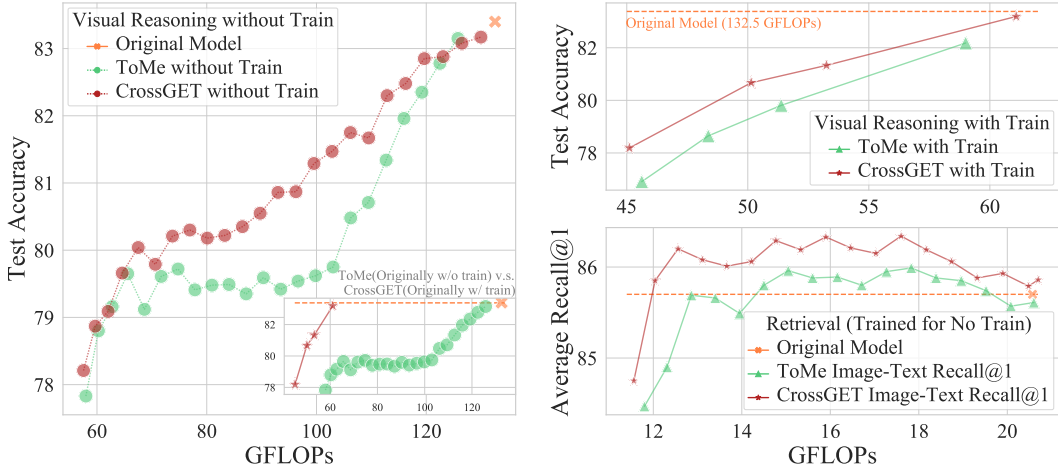 Visual Reasoning without Train
Original Model
ToMe without Train
CrossGET without Train
Test Accuracy
83
82
81
80
79
78
60
80
100
120
GFLOPs
ToMe(Originally w/o train) v.s.
CrossGET(Originally w/ train)
82
80
78
60
80
100
120
Original Model (132.5 GFLOPs)
Test Accuracy
82
80
78
45
50
55
60
Visual Reasoning with Train
ToMe with Train
CrossGET with Train
Average Recall@1
86
85
12
14
16
18
20
GFLOPs
Retrieval (Trained for No Train)
Original Model
ToMe Image-Text Recall@1
CrossGET Image-Text Recall@1